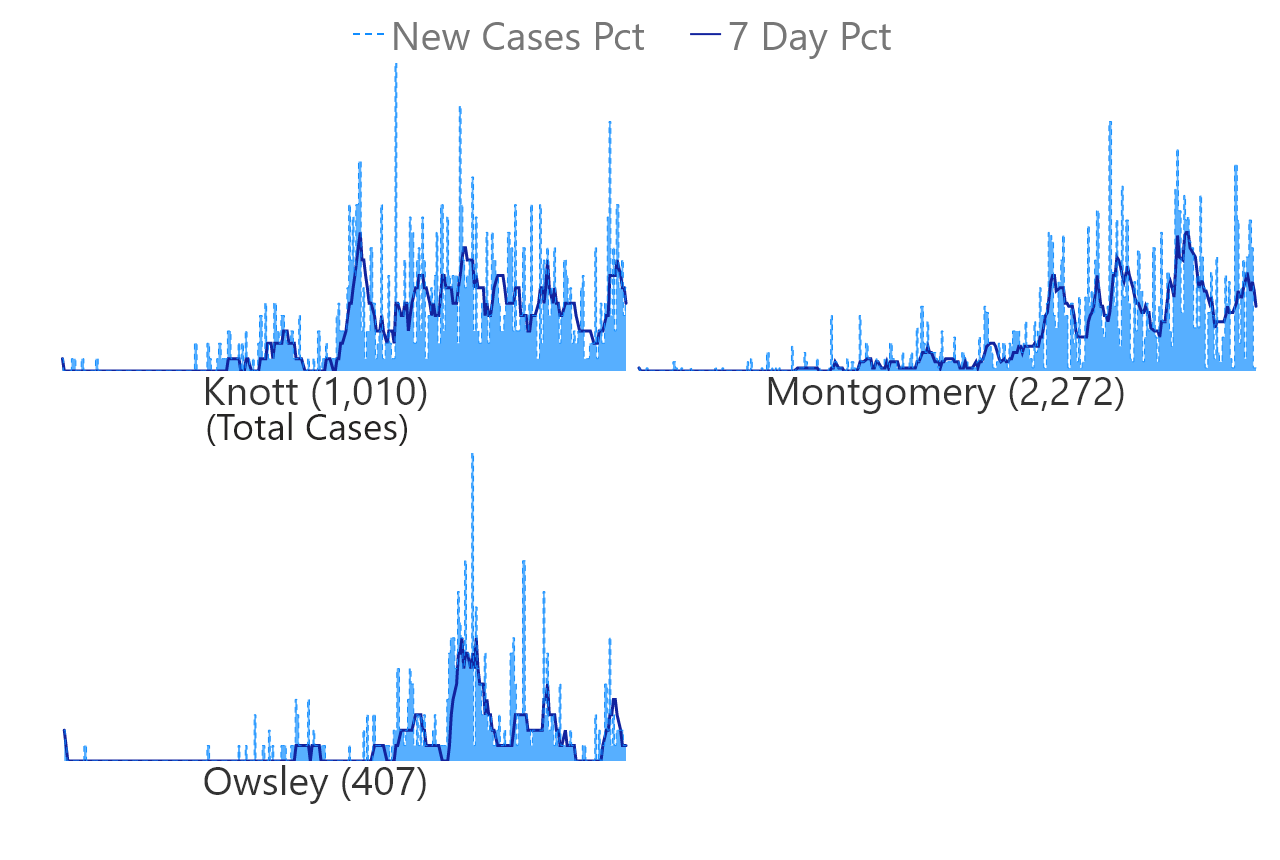 New Cases Pct 7 Day Pct
Knott (1,010) Montgomery (2,272)
(Total Cases)
Owsley (407)